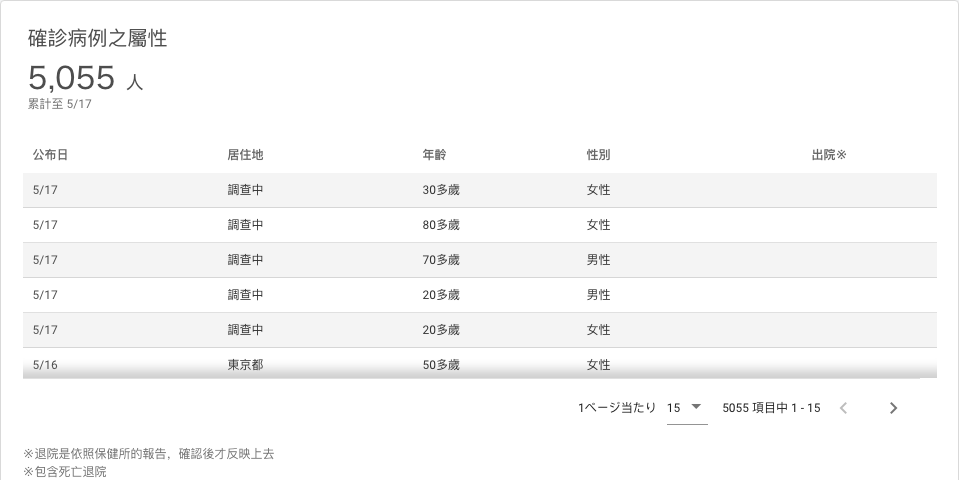 確診病例之屬性
5,055 人
累計至 5/17
公布日 居住地 年齡 性別 出院※
5/17 調查中 30多歲 女性
5/17 調查中 80多歲 女性
5/17 調查中 70多歲 男性
5/17 調查中 20多歲 男性
5/17 調查中 20多歲 女性
5/16 東京都 50多歲 女性
1ページ当たり 15 5055 項目中 1 - 15
※退院是依照保健所的報告，確認後才反映上去
※包含死亡退院